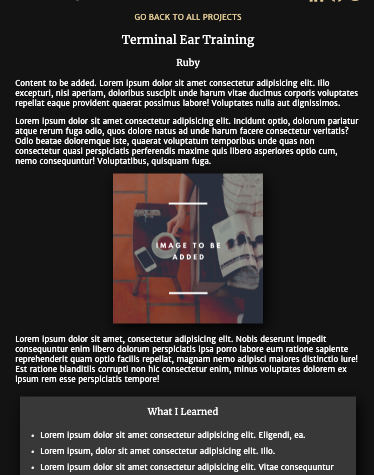 GO BACK TO ALL PROJECTS
Terminal Ear Training
Ruby
Content to be added. Lorem ipsum dolor sit amet consectetur adipisicing elit. Illo
excepturi, nisi aperiam, doloribus suscipit unde harum vitae ducimus corporis voluptates
repellat eaque provident quaerat possimus labore! Voluptates nulla aut dignissimos.
Lorem ipsum dolor sit amet consectetur adipisicing elit. Incidunt optio, dolorum pariatur
atque rerum fuga odio, quos dolore natus ad unde harum facere consectetur veritatis?
Odio beatae doloremque iste, quaerat voluptatum temporibus unde quas non
consectetur quasi perspiciatis perferendis maxime quis libero asperiores optio cum,
nemo consequuntur! Voluptatibus, quisquam fuga.
IMAGE TO BE
ADDED
Lorem ipsum dolor sit amet, consectetur adipisicing elit. Nobis deserunt impedit
consequuntur enim libero dolorum perspiciatis ipsa porro labore eum ratione sapiente
reprehenderit quam optio facilis repellat, magnam nemo adipisci maiores distinctio iure!
Est ratione blanditiis corrupti non hic consectetur enim, minus voluptates dolorem ex
ipsum rem esse perspiciatis tempore!
What I Learned
• Lorem ipsum dolor sit amet consectetur adipisicing elit. Eligendi, ea.
• Lorem, ipsum dolor sit amet consectetur adipisicing elit. Illo.
• Lorem ipsum dolor sit amet consectetur adipisicing elit. Vitae consequuntur